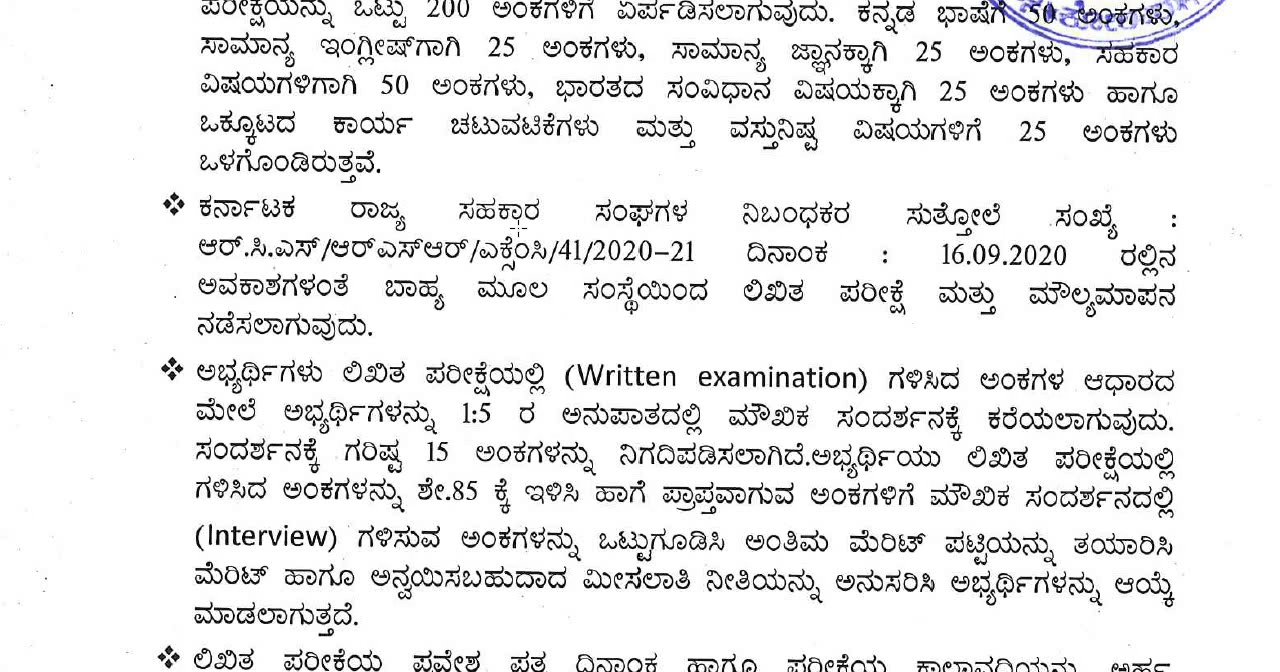 ಪರೀಕ್ಷೆಯನ್ನು ಒಟ್ಟು 200 ಅಂಕಗಳಿಗೆ ಏರ್ಪಡಿಸಲಾಗುವುದು. ಕನ್ನಡ ಭಾಷೆಗೆ 50 ಅಂಕಗಳು,
ಸಾಮಾನ್ಯ ಇಂಗ್ಲೀಷ್‌ಗಾಗಿ 25 ಅಂಕಗಳು, ಸಾಮಾನ್ಯ ಜ್ಞಾನಕ್ಕಾಗಿ 25 ಅಂಕಗಳು, ಸಹಕಾರ
ವಿಷಯಗಳಿಗಾಗಿ 50 ಅಂಕಗಳು, ಭಾರತದ ಸಂವಿಧಾನ ವಿಷಯಕ್ಕಾಗಿ 25 ಅಂಕಗಳು ಹಾಗೂ
ಒಕ್ಕೂಟದ ಕಾರ್ಯ ಚಟುವಟಿಕೆಗಳು ಮತ್ತು ವಸ್ತುನಿಷ್ಟ ವಿಷಯಗಳಿಗೆ 25 ಅಂಕಗಳು
ಒಳಗೊಂಡಿರುತ್ತವೆ.
❖ ಕರ್ನಾಟಕ ರಾಜ್ಯ ಸಹಕಾರ ಸಂಘಗಳ ನಿಬಂಧಕರ ಸುತ್ತೋಲೆ ಸಂಖ್ಯೆ :
ಆರ್.ಸಿ.ಎಸ್/ಆರ್‌ಎಸ್‌ಆರ್/ಎಕ್ಸೆಂಸಿ/41/2020-21 ದಿನಾಂಕ : 16.09.2020 ರಲ್ಲಿನ
ಅವಕಾಶಗಳಂತೆ ಬಾಹ್ಯ ಮೂಲ ಸಂಸ್ಥೆಯಿಂದ ಲಿಖಿತ ಪರೀಕ್ಷೆ ಮತ್ತು ಮೌಲ್ಯಮಾಪನ
ನಡೆಸಲಾಗುವುದು.
❖ ಅಭ್ಯರ್ಥಿಗಳು ಲಿಖಿತ ಪರೀಕ್ಷೆಯಲ್ಲಿ (Written examination) ಗಳಿಸಿದ ಅಂಕಗಳ ಆಧಾರದ
ಮೇಲೆ ಅಭ್ಯರ್ಥಿಗಳನ್ನು 1:5 ರ ಅನುಪಾತದಲ್ಲಿ ಮೌಖಿಕ ಸಂದರ್ಶನಕ್ಕೆ ಕರೆಯಲಾಗುವುದು.
ಸಂದರ್ಶನಕ್ಕೆ ಗರಿಷ್ಟ 15 ಅಂಕಗಳನ್ನು ನಿಗದಿಪಡಿಸಲಾಗಿದೆ.ಅಭ್ಯರ್ಥಿಯು ಲಿಖಿತ ಪರೀಕ್ಷೆಯಲ್ಲಿ
ಗಳಿಸಿದ ಅಂಕಗಳನ್ನು ಶೇ.85 ಕ್ಕೆ ಇಳಿಸಿ ಹಾಗೆ ಪ್ರಾಪ್ತವಾಗುವ ಅಂಕಗಳಿಗೆ ಮೌಖಿಕ ಸಂದರ್ಶನದಲ್ಲಿ
(Interview) ಗಳಿಸುವ ಅಂಕಗಳನ್ನು ಒಟ್ಟುಗೂಡಿಸಿ ಅಂತಿಮ ಮೆರಿಟ್ ಪಟ್ಟಿಯನ್ನು ತಯಾರಿಸಿ
ಮೆರಿಟ್ ಹಾಗೂ ಅನ್ವಯಿಸಬಹುದಾದ ಮೀಸಲಾತಿ ನೀತಿಯನ್ನು ಅನುಸರಿಸಿ ಅಭ್ಯರ್ಥಿಗಳನ್ನು ಆಯ್ಕೆ
ಮಾಡಲಾಗುತ್ತದೆ.
❖ ಲಿಖಿತ ಪರೀಕ್ಷೆಯ ಪ್ರವೇಶ ಪತ್ರ ದಿನಾಂಕ ಹಾಗೂ ಪರೀಕ್ಷೆಯ ಕಾಲಾವಧಿಯನ್ನು ಅರ್ಹ